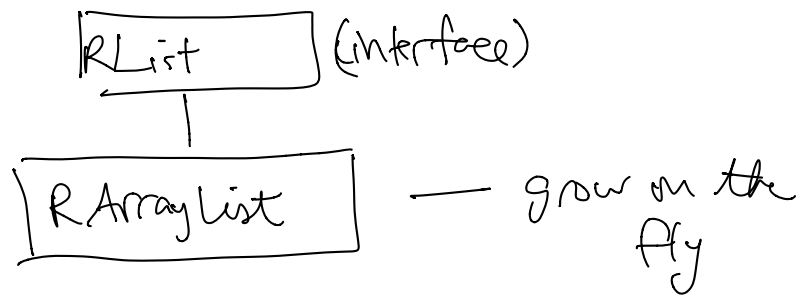 RList (interface)
RArrayList — grow on the
fly